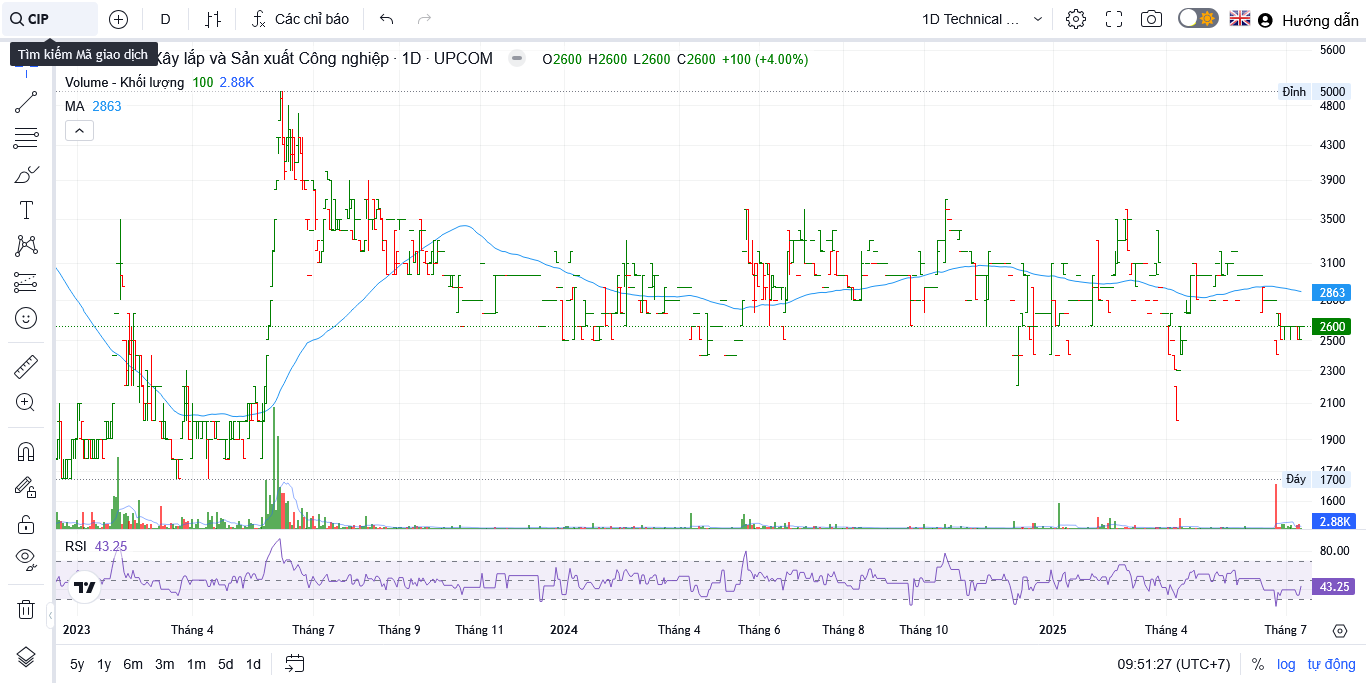 CIP
D
Các chỉ báo
1D Technical ...
Hướng dẫn
Tìm kiếm Mã giao dịch
Xây lắp và Sản xuất Công nghiệp · 1D · UPCOM
O2600 H2600 L2600 C2600 +100 (+4.00%)
Volume - Khối lượng 100 2.88K
MA 2863
5600
Đỉnh 5000
4800
4300
3900
3500
3100
2863
2600
2500
2300
2100
1900
1740
Đáy 1700
1600
2.88K
RSI 43.25
80.00
43.25
2023 Tháng 4 Tháng 7 Tháng 9 Tháng 11 2024 Tháng 4 Tháng 6 Tháng 8 Tháng 10 2025 Tháng 4 Tháng 7
5y 1y 6m 3m 1m 5d 1d
09:51:27 (UTC+7) % log tự động